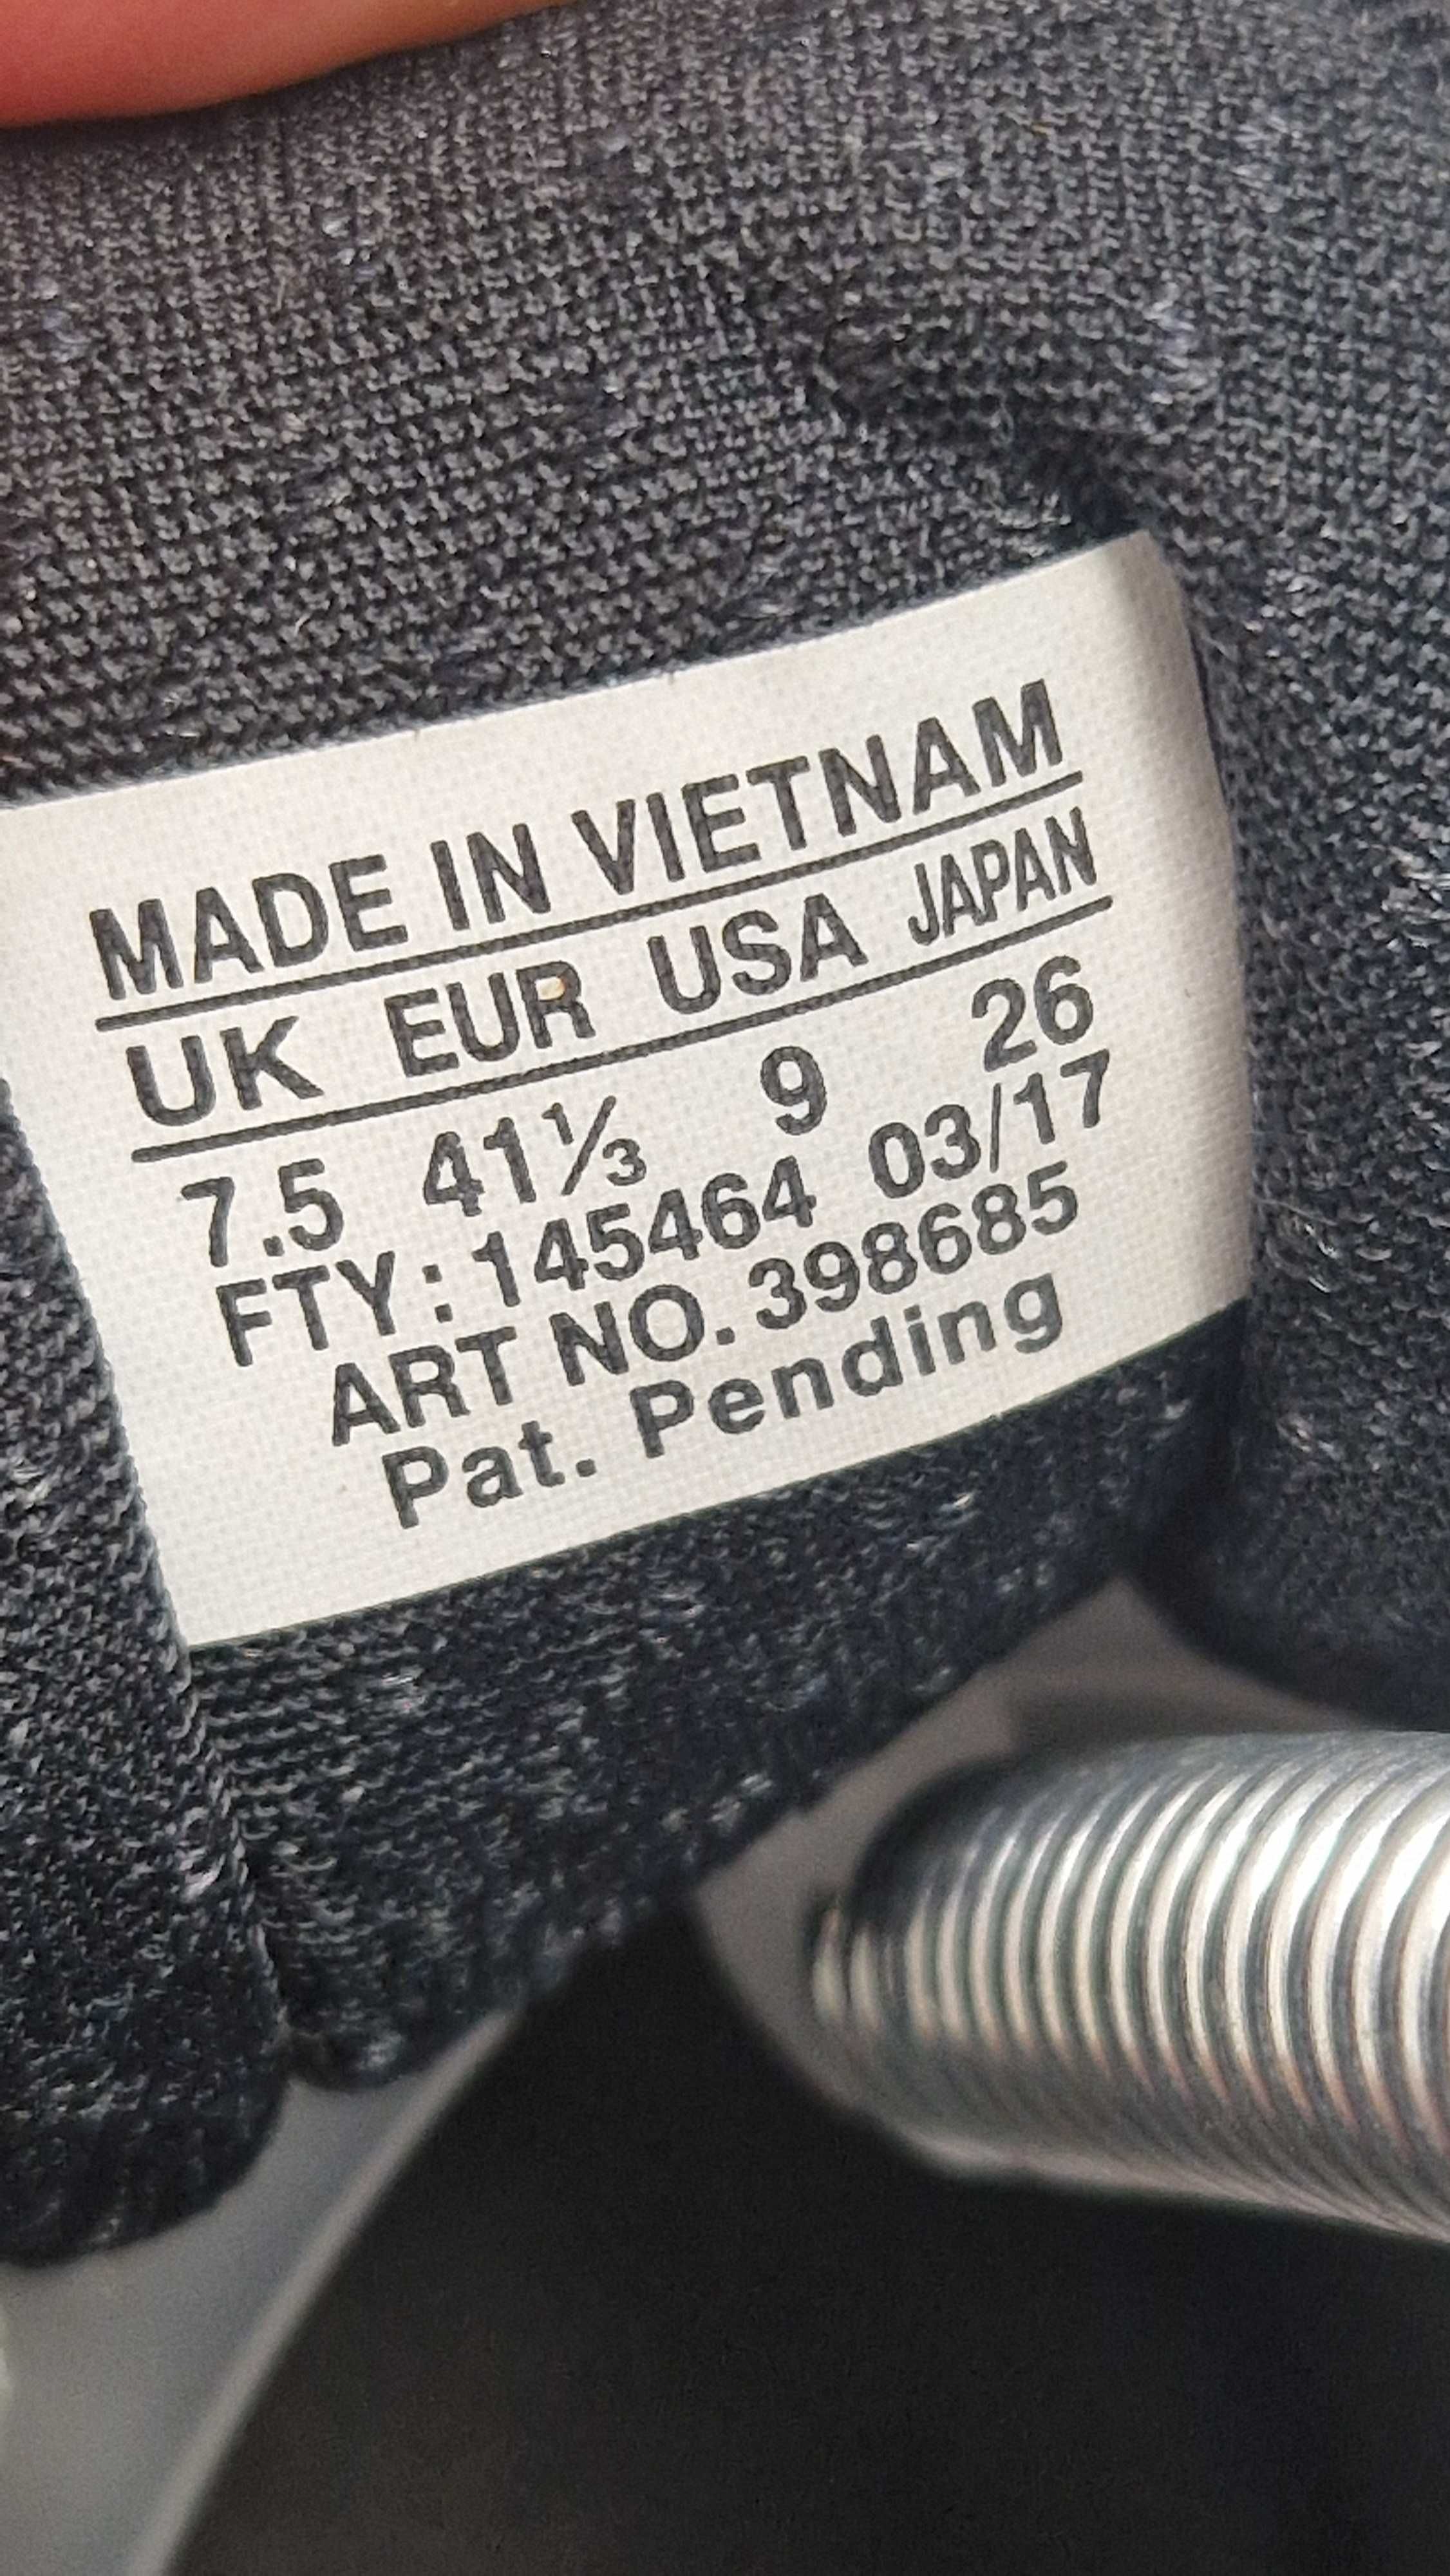 MADE IN VIETNAM
UK EUR USA JAPAN
7.5 41⅓ 9 26
FTY: 145464 03/17
ART NO. 398685
Pat. Pending